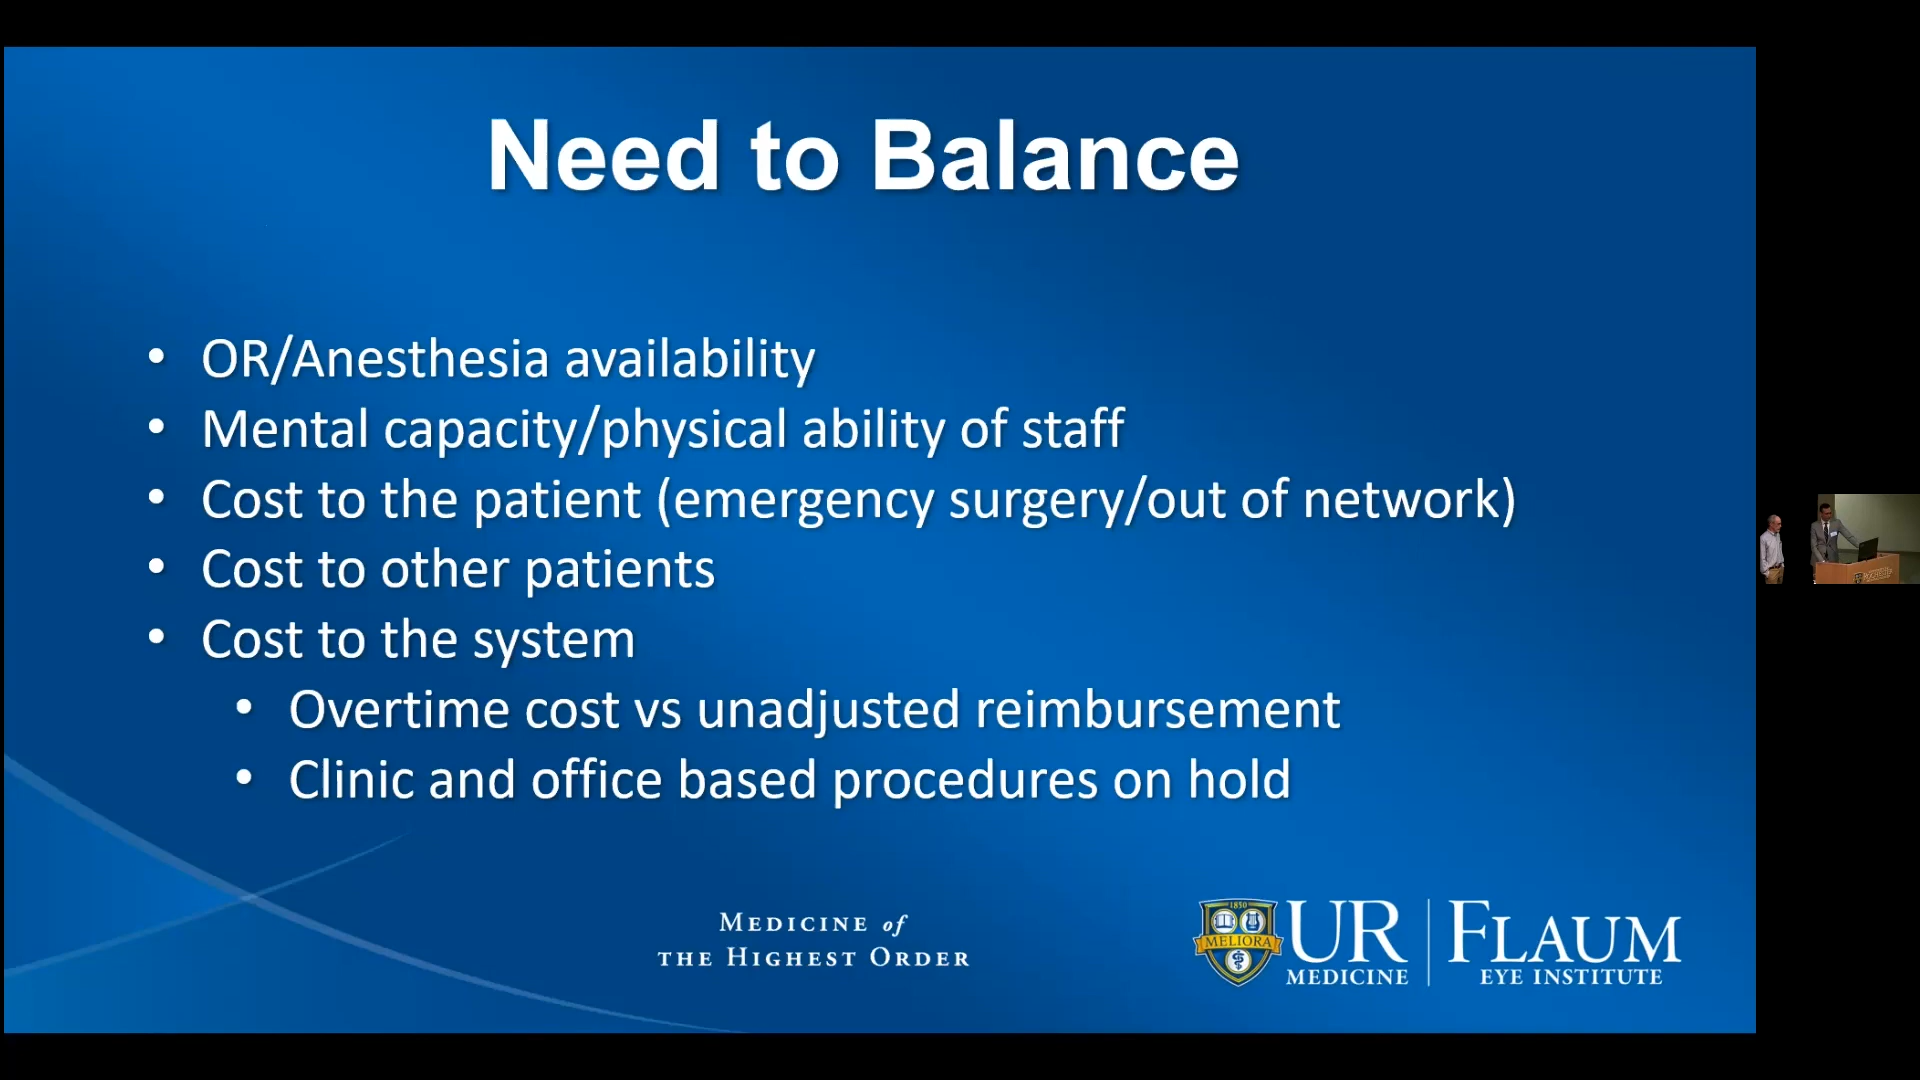 Need to Balance
• OR/Anesthesia availability
• Mental capacity/physical ability of staff
• Cost to the patient (emergency surgery/out of network)
• Cost to other patients
• Cost to the system
• Overtime cost vs unadjusted reimbursement
• Clinic and office based procedures on hold
MEDICINE of
THE HIGHEST ORDER
1850
MELIORA
UR
MEDICINE
FLAUM
EYE INSTITUTE